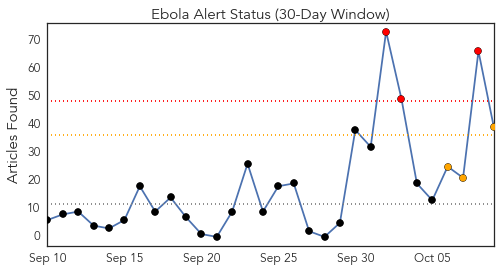 Ebola Alert Status (30-Day Window)
Articles Found
70
60
50
40
30
20
10
0
Sep 10 Sep 15 Sep 20 Sep 25 Sep 30 Oct 05